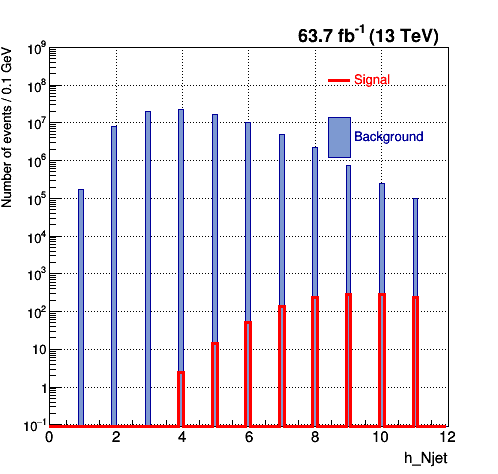 63.7 fb⁻¹ (13 TeV)
Number of events / 0.1 GeV
10⁹
10⁸
10⁷
10⁶
10⁵
10⁴
10³
10²
10
1
10⁻¹
Signal
Background
0 2 4 6 8 10 12
h_Njet